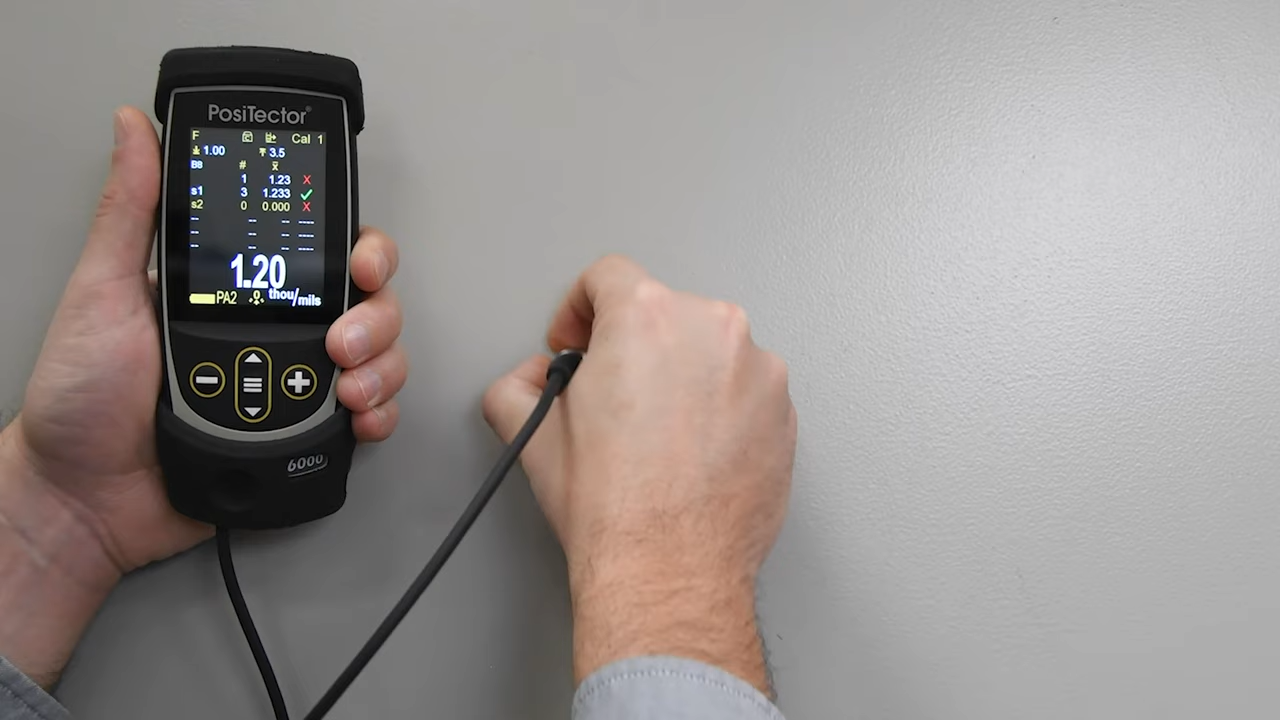 PosiTector®
F Cal 1
1.00 3.5
B8 # x̄
1 1.23 X
s1 3 1.233 ✓
s2 0 0.000 X
-- -- -- ----
-- -- -- ----
-- -- -- ----
1.20
PA2 thou/mils
6000